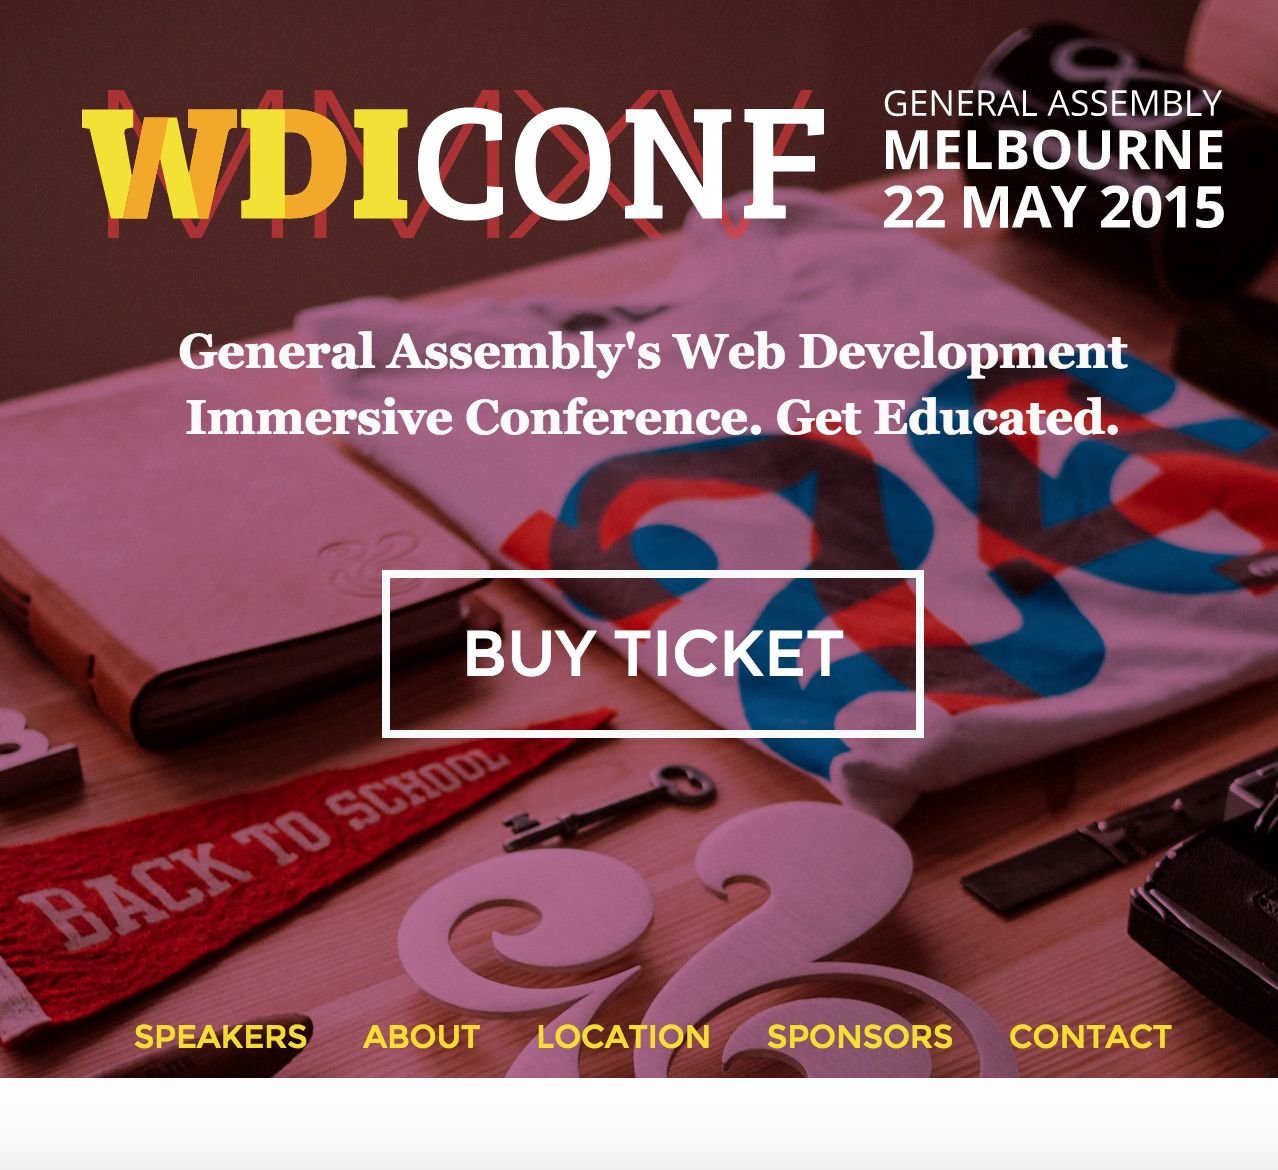 WDICONF
MMXV
GENERAL ASSEMBLY
MELBOURNE
22 MAY 2015
General Assembly's Web Development
Immersive Conference. Get Educated.
BUY TICKET
BACK TO SCHOOL
SPEAKERS ABOUT LOCATION SPONSORS CONTACT